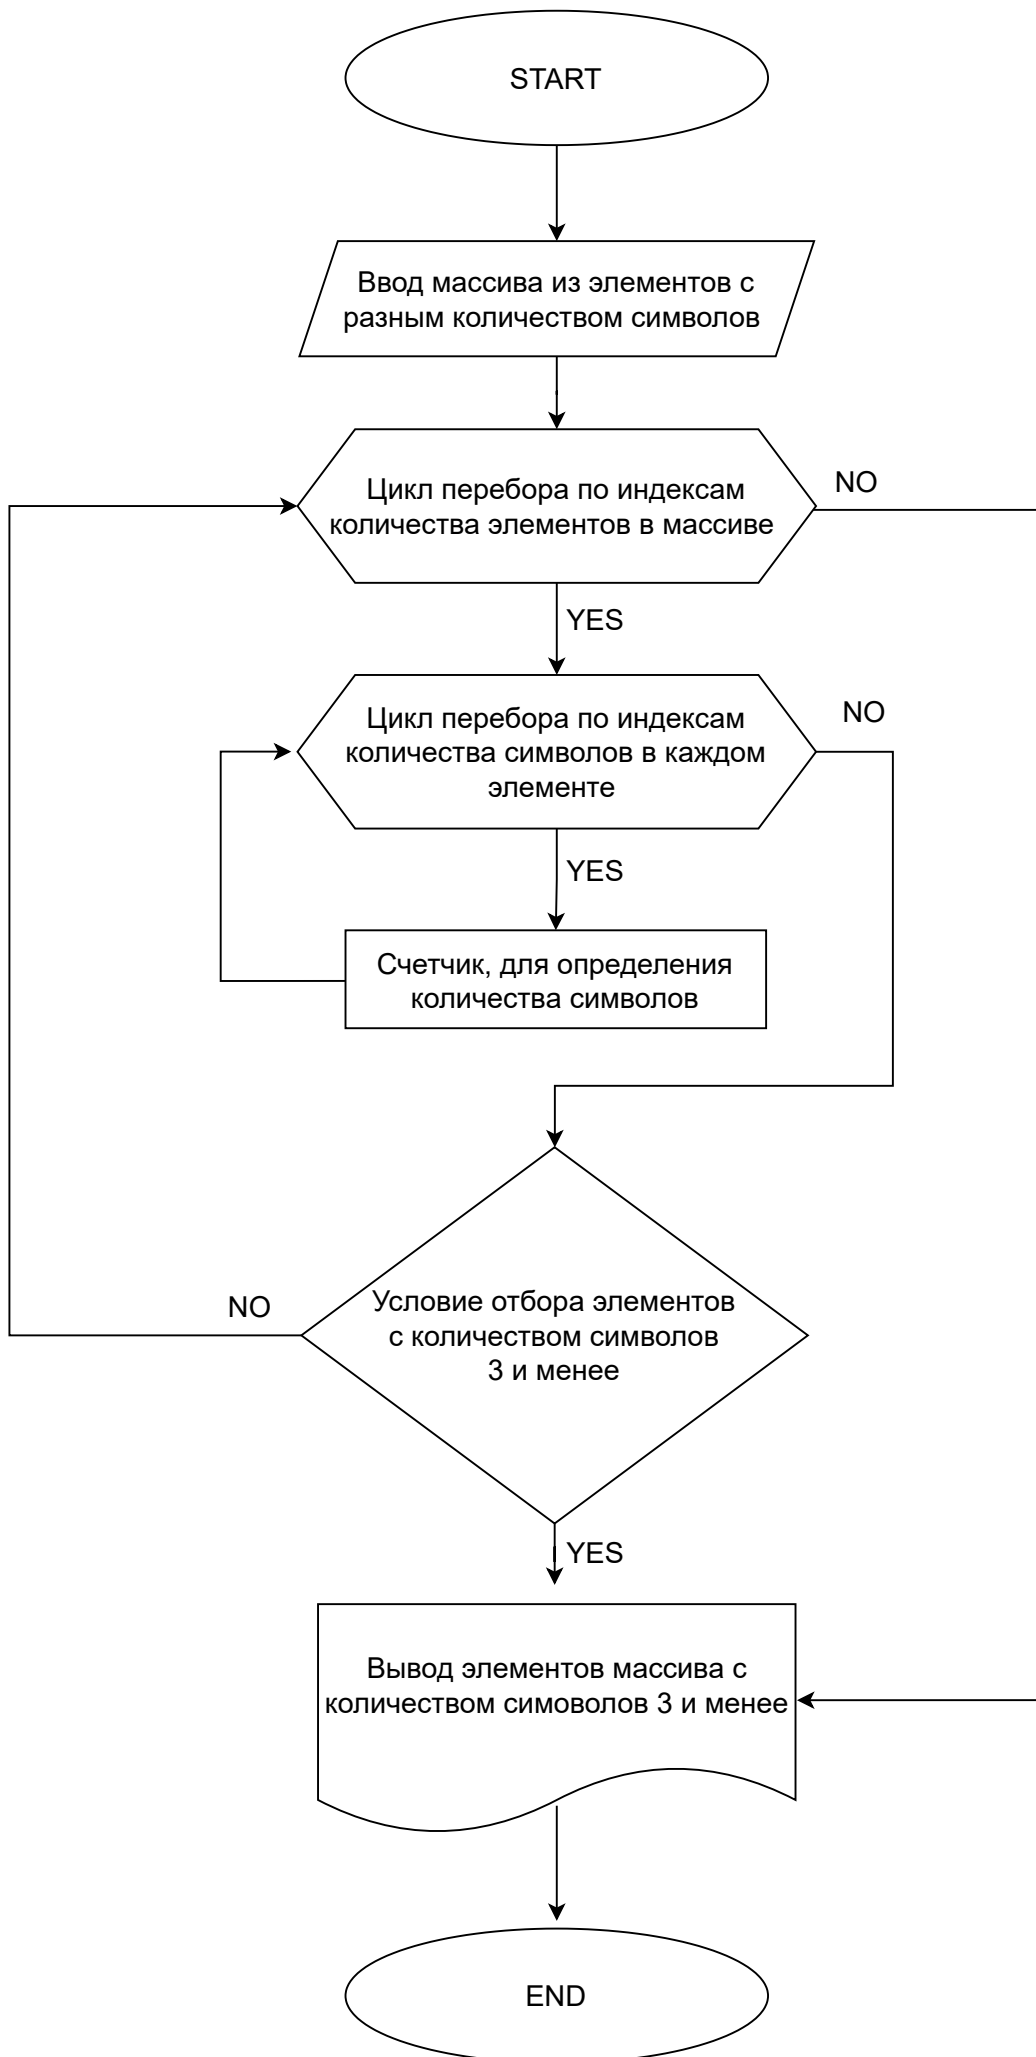 START
Ввод массива из элементов с
разным количеством символов
Цикл перебора по индексам
количества элементов в массиве
NO
YES
Цикл перебора по индексам
количества символов в каждом
элементе
NO
YES
Счетчик, для определения
количества символов
Условие отбора элементов
с количеством символов
3 и менее
NO
YES
Вывод элементов массива с
количеством симоволов 3 и менее
END